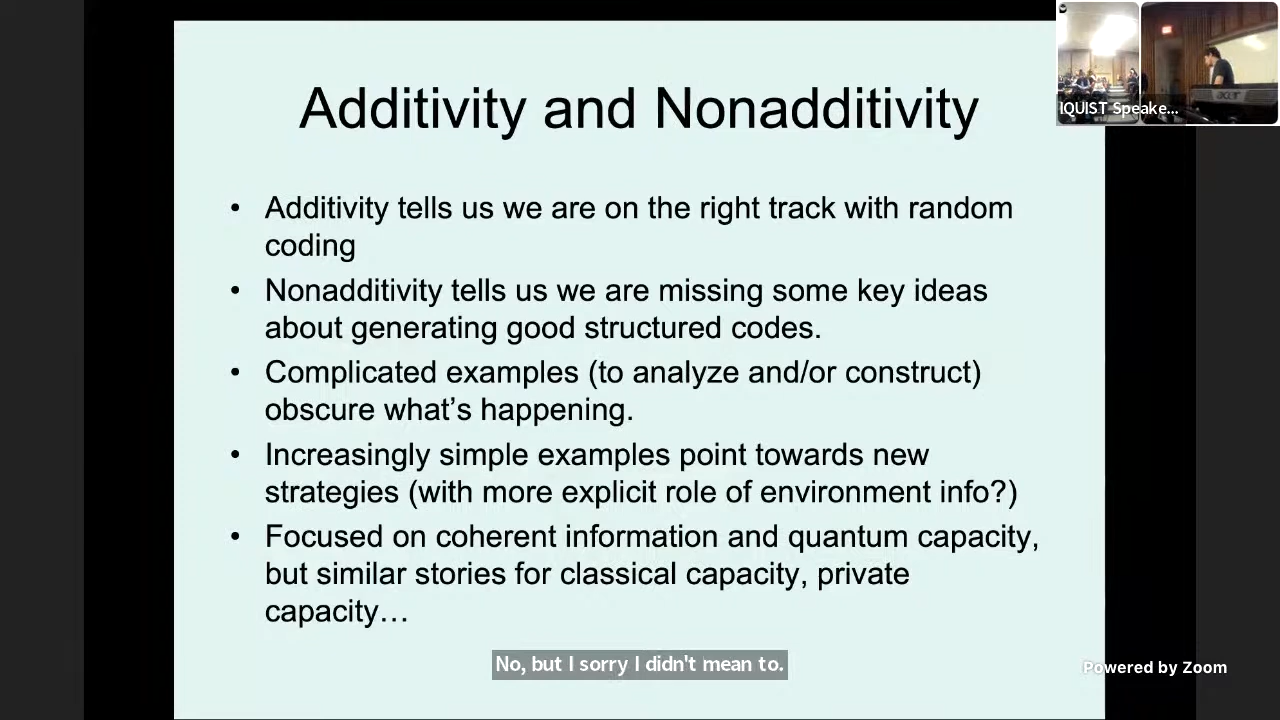 IQUIST Speake...
acer
Additivity and Nonadditivity
• Additivity tells us we are on the right track with random
coding
• Nonadditivity tells us we are missing some key ideas
about generating good structured codes.
• Complicated examples (to analyze and/or construct)
obscure what's happening.
• Increasingly simple examples point towards new
strategies (with more explicit role of environment info?)
• Focused on coherent information and quantum capacity,
but similar stories for classical capacity, private
capacity…
No, but I sorry I didn't mean to.
Powered by Zoom